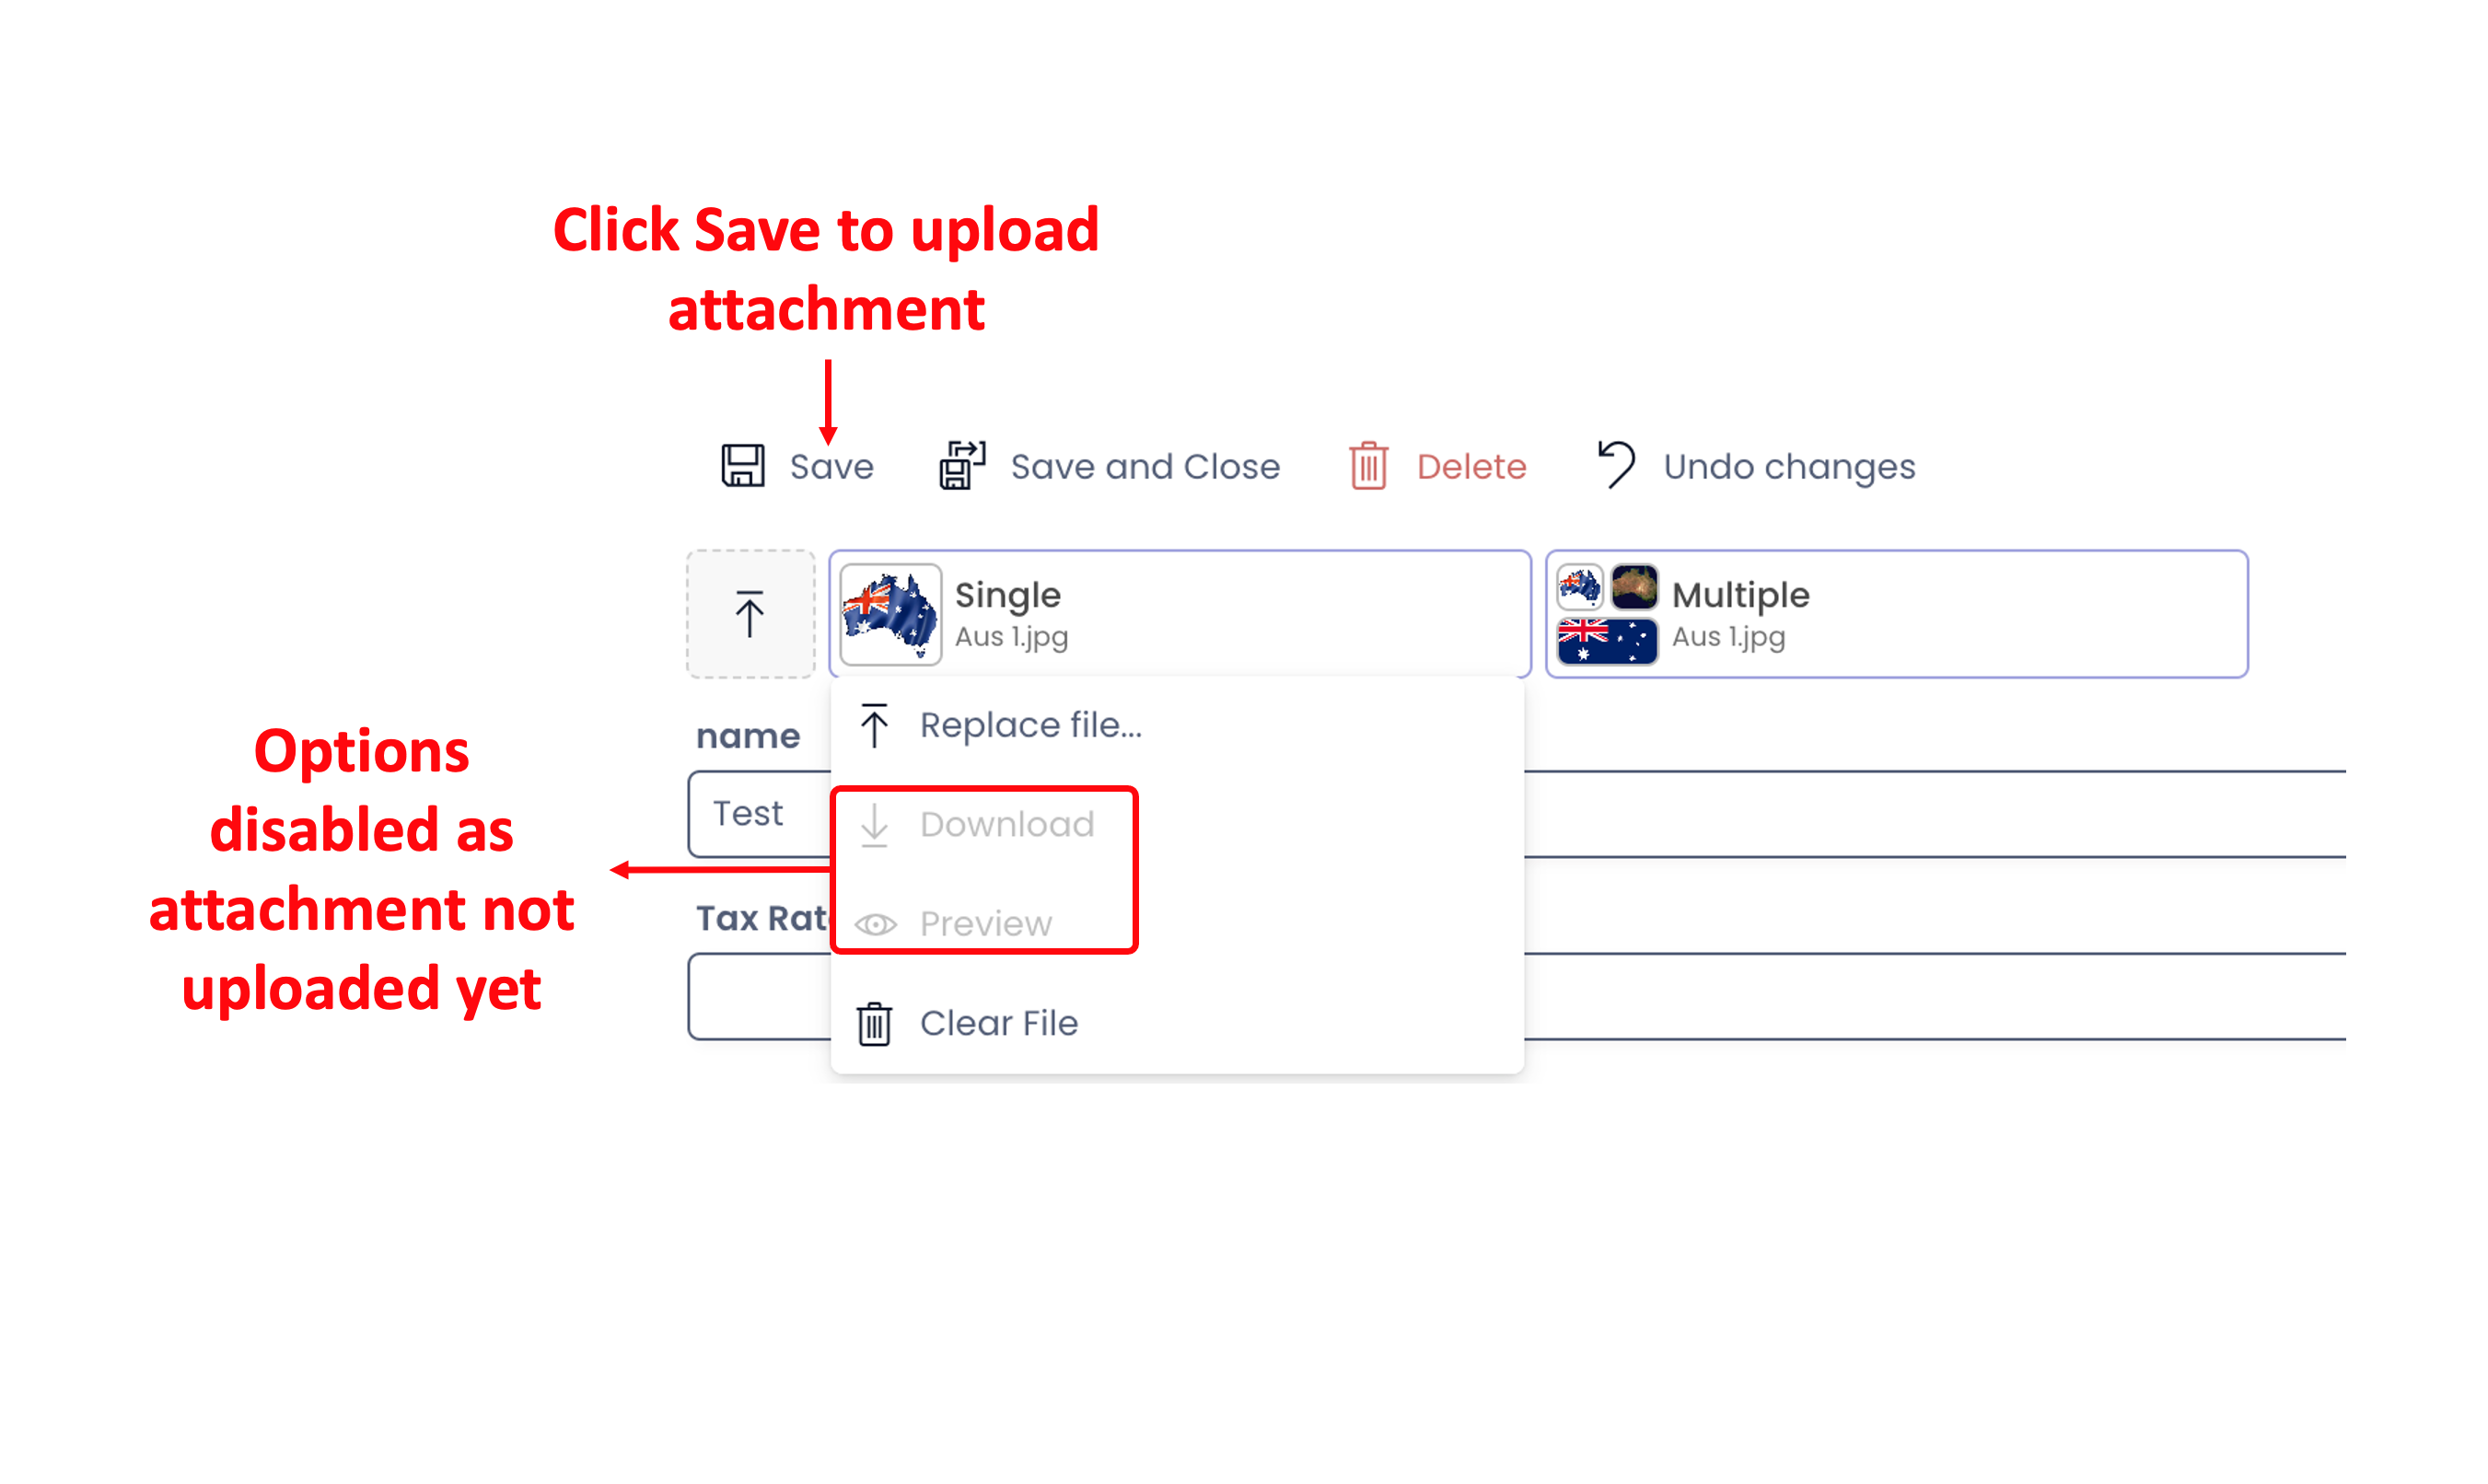 Click Save to upload
attachment
Save
Save and Close
Delete
Undo changes
Single
Aus 1.jpg
Multiple
Aus 1.jpg
Replace file...
name
Test
Download
Options
disabled as
attachment not
uploaded yet
Tax Rat
Preview
Clear File